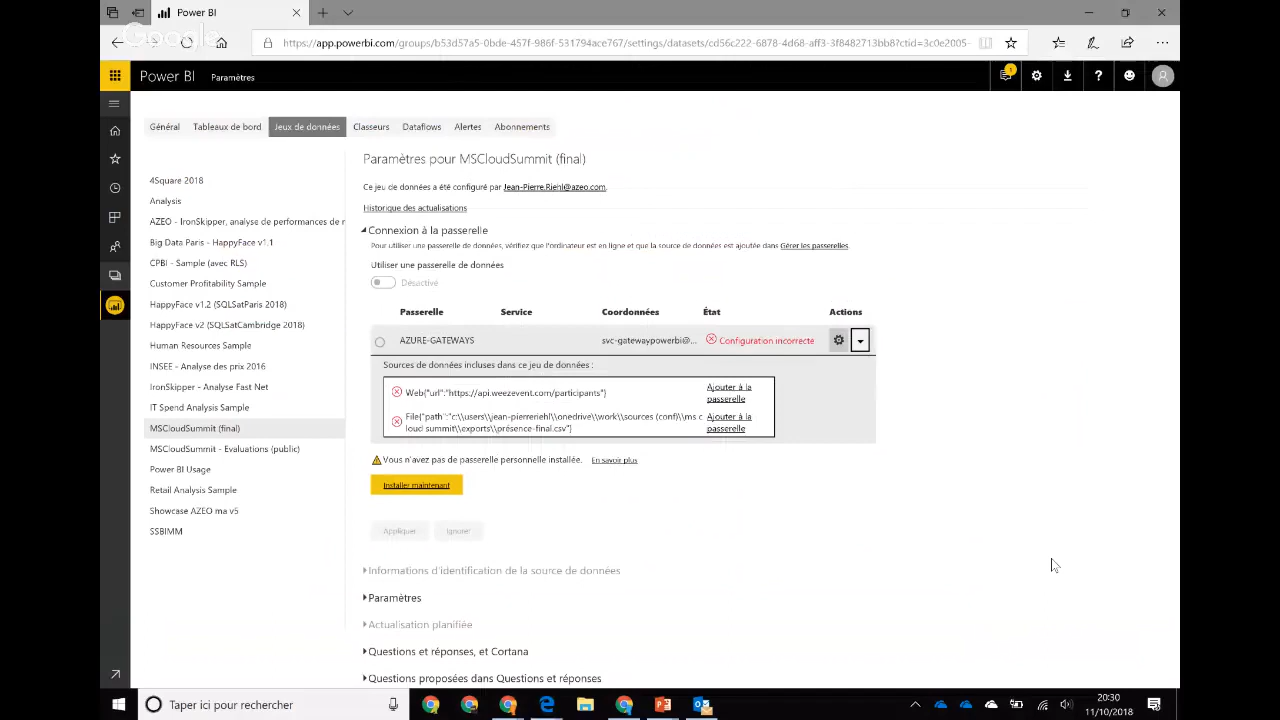 Power BI
Google
https://app.powerbi.com/groups/b53d57a5-0bde-457f-986f-531794ace767/settings/datasets/cd56c222-6878-4d68-aff3-3f8482713bb8?ctid=3c0e2005-
Power BI Paramètres
1
Général Tableaux de bord Jeux de données Classeurs Dataflows Alertes Abonnements
4Square 2018
Analysis
AZEO - IronSkipper, analyse de performances de r
Big Data Paris - HappyFace v1.1
CPBI - Sample (avec RLS)
Customer Profitability Sample
HappyFace v1.2 (SQLSatParis 2018)
HappyFace v2 (SQLSatCambridge 2018)
Human Resources Sample
INSEE - Analyse des prix 2016
IronSkipper - Analyse Fast Net
IT Spend Analysis Sample
MSCloudSummit (final)
MSCloudSummit - Evaluations (public)
Power BI Usage
Retail Analysis Sample
Showcase AZEO ma v5
SSBIMM
Paramètres pour MSCloudSummit (final)
Ce jeu de données a été configuré par Jean-Pierre.Riehl@azeo.com.
Historique des actualisations
Connexion à la passerelle
Pour utiliser une passerelle de données, vérifiez que l'ordinateur est en ligne et que la source de données est ajoutée dans Gérer les passerelles.
Utiliser une passerelle de données
Désactivé
Passerelle Service Coordonnées État Actions
AZURE-GATEWAYS svc-gatewaypowerbi@... Configuration incorrecte
Sources de données incluses dans ce jeu de données :
Web{"url":"https://api.weezevent.com/participants"} Ajouter à la
passerelle
File{"path":"c:\\users\\jean-pierreriehl\\onedrive\\work\\sources (conf)\\ms c Ajouter à la
loud summit\\exports\\présence-final.csv"} passerelle
Vous n'avez pas de passerelle personnelle installée. En savoir plus
Installer maintenant
Appliquer Ignorer
Informations d'identification de la source de données
Paramètres
Actualisation planifiée
Questions et réponses, et Cortana
Questions proposées dans Questions et réponses
Taper ici pour rechercher
20:30
11/10/2018